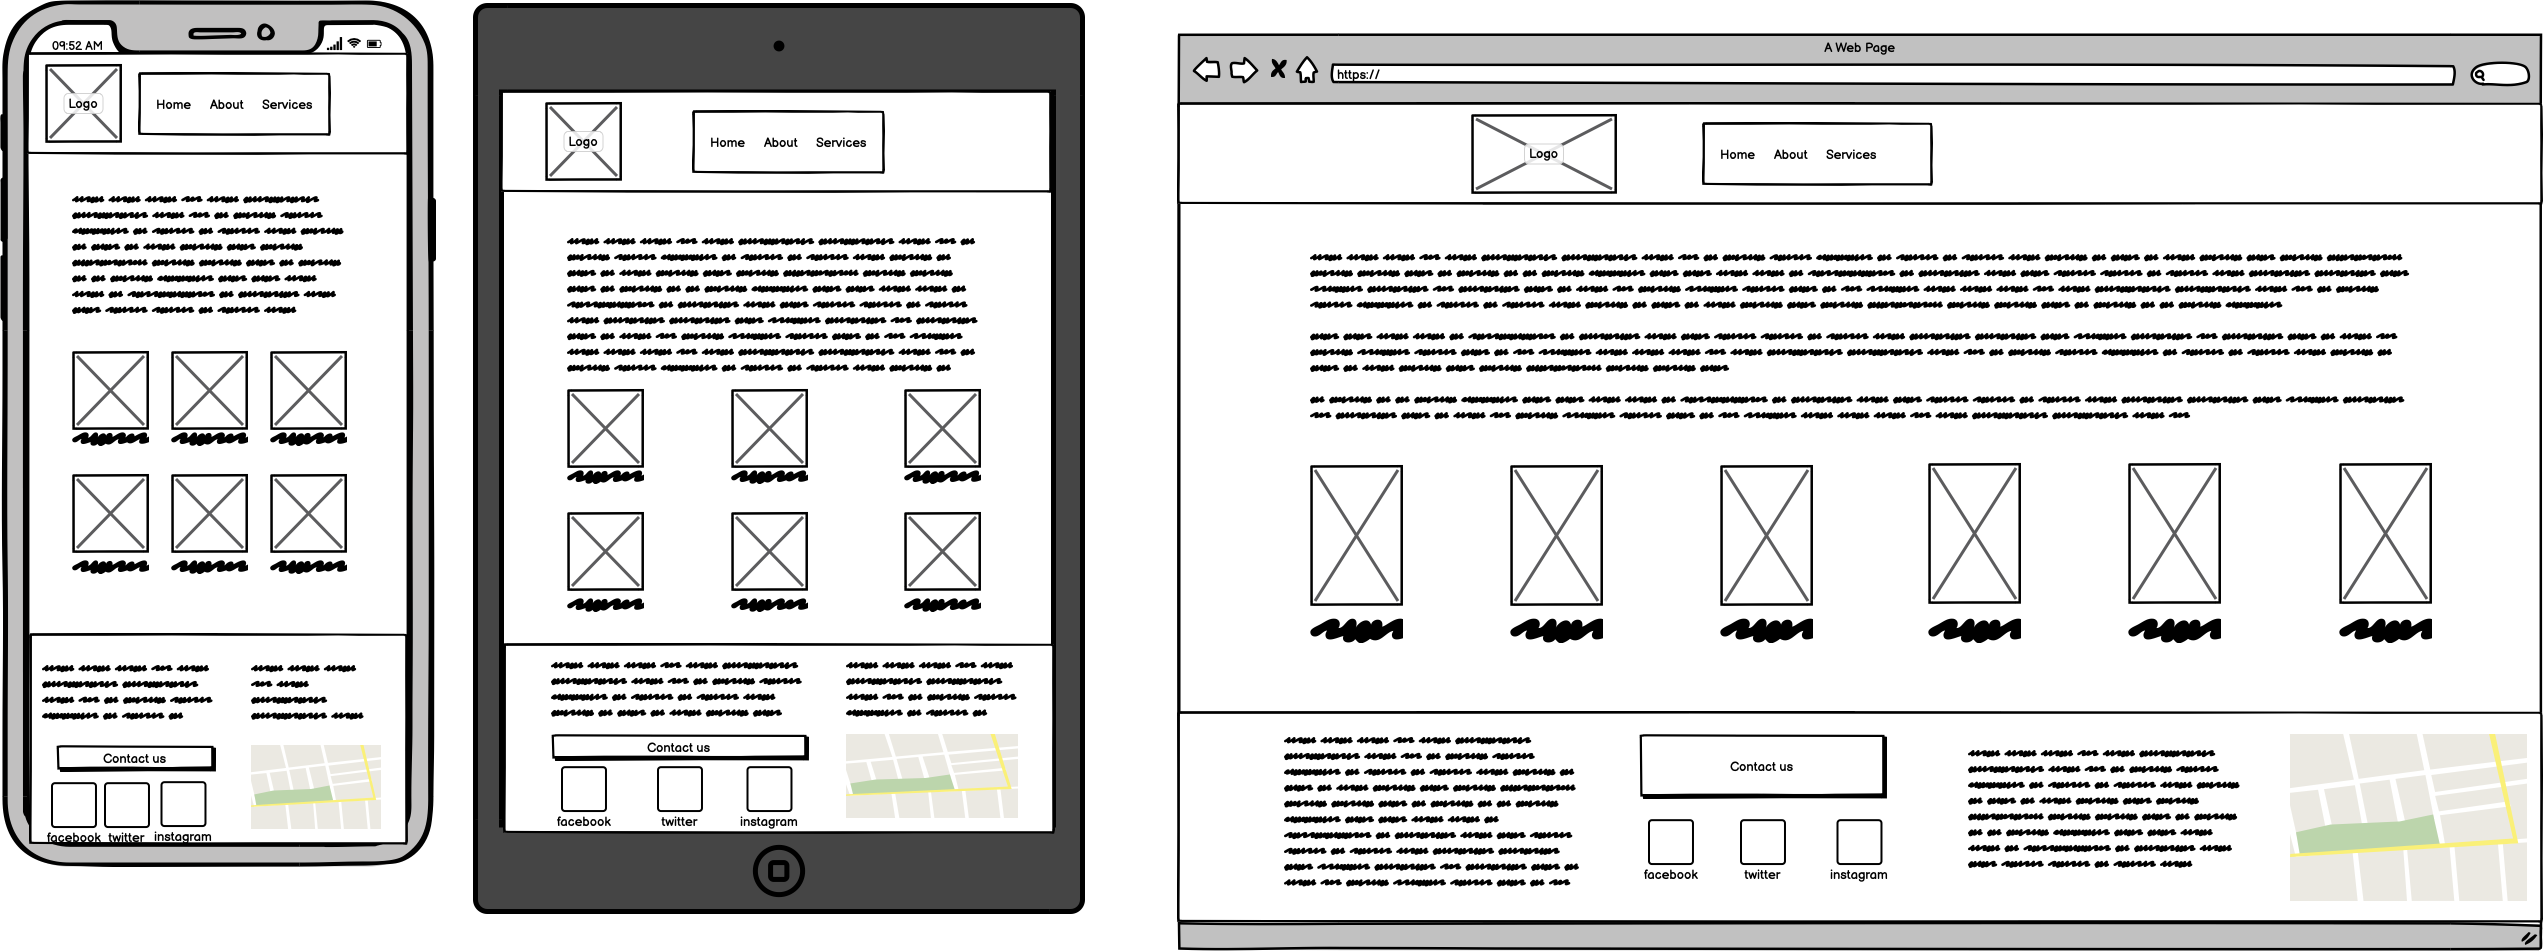 09:52 AM
Logo
Home About Services
Contact us
facebook twitter instagram
Logo
Home About Services
Contact us
facebook twitter instagram
A Web Page
https://
Logo
Home About Services
Contact us
facebook twitter instagram